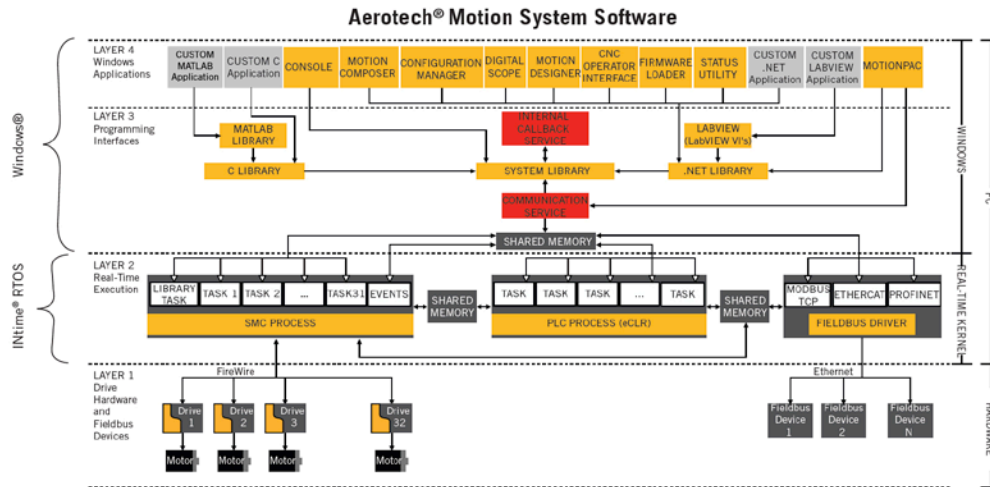 Aerotech® Motion System Software
LAYER 4
Windows
Applications
CUSTOM
MATLAB
Application
CUSTOM C
Application
CONSOLE
MOTION
COMPOSER
CONFIGURATION
MANAGER
DIGITAL
SCOPE
MOTION
DESIGNER
CNC
OPERATOR
INTERFACE
FIRMWARE
LOADER
STATUS
UTILITY
CUSTOM
.NET
Application
CUSTOM
LABVIEW
Application
MOTIONPAC
Windows®
LAYER 3
Programming
Interfaces
MATLAB
LIBRARY
INTERNAL
CALLBACK
SERVICE
LABVIEW
(LabVIEW VI's)
C LIBRARY
SYSTEM LIBRARY
.NET LIBRARY
COMMUNICATION
SERVICE
SHARED MEMORY
WINDOWS
PC
INtime® RTOS
LAYER 2
Real-Time
Execution
LIBRARY
TASK
TASK 1
TASK 2
...
TASK31
EVENTS
SMC PROCESS
SHARED
MEMORY
TASK
TASK
TASK
...
TASK
PLC PROCESS (eCLR)
SHARED
MEMORY
MODBUS
TCP
ETHERCAT
PROFINET
FIELDBUS DRIVER
REAL-TIME KERNEL
LAYER 1
Drive
Hardware
and
Fieldbus
Devices
FireWire
Ethernet
Drive
1
Drive
2
Drive
3
Drive
32
Motor
Motor
Motor
Motor
Fieldbus
Device
1
Fieldbus
Device
2
Fieldbus
Device
N
HARDWARE